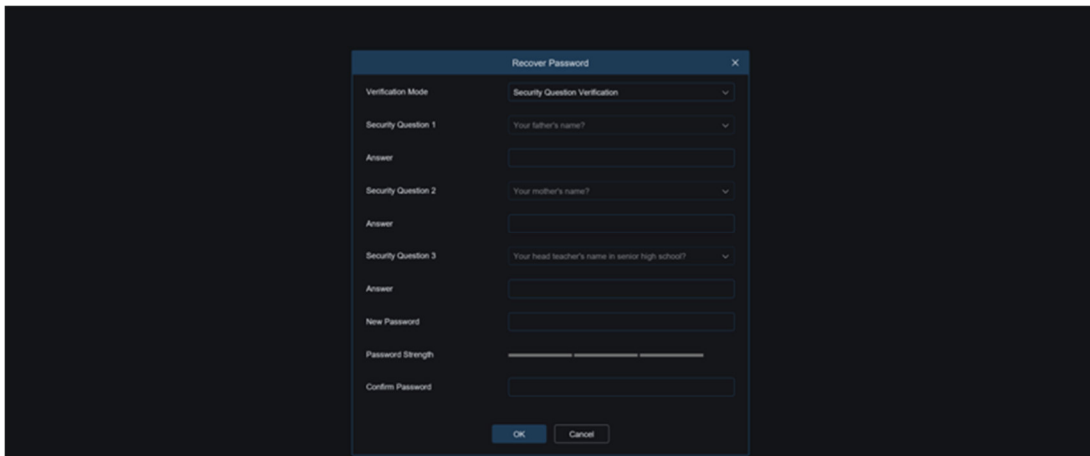 Recover Password
Verification Mode
Security Question Verification
Security Question 1
Your father's name?
Answer
Security Question 2
Your mother's name?
Answer
Security Question 3
Your head teacher's name in senior high school?
Answer
New Password
Password Strength
Confirm Password
OK
Cancel